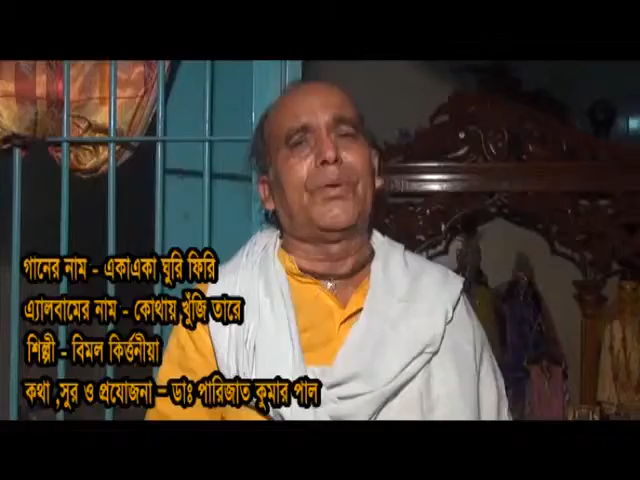 গানের নাম - একাএকা ঘুরি ফিরি
এ্যালবামের নাম - কোথায় খুঁজি তারে
শিল্পী - বিমল কির্ত্তনীয়া
কথা ,সুর ও প্রযোজনা – ডাঃ পারিজাত কুমার পাল